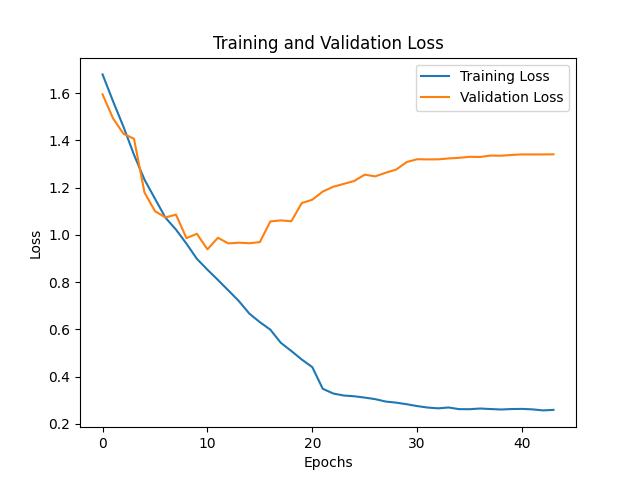 Training and Validation Loss
Training Loss
Validation Loss
1.6
1.4
1.2
1.0
0.8
0.6
0.4
0.2
Loss
0 10 20 30 40
Epochs